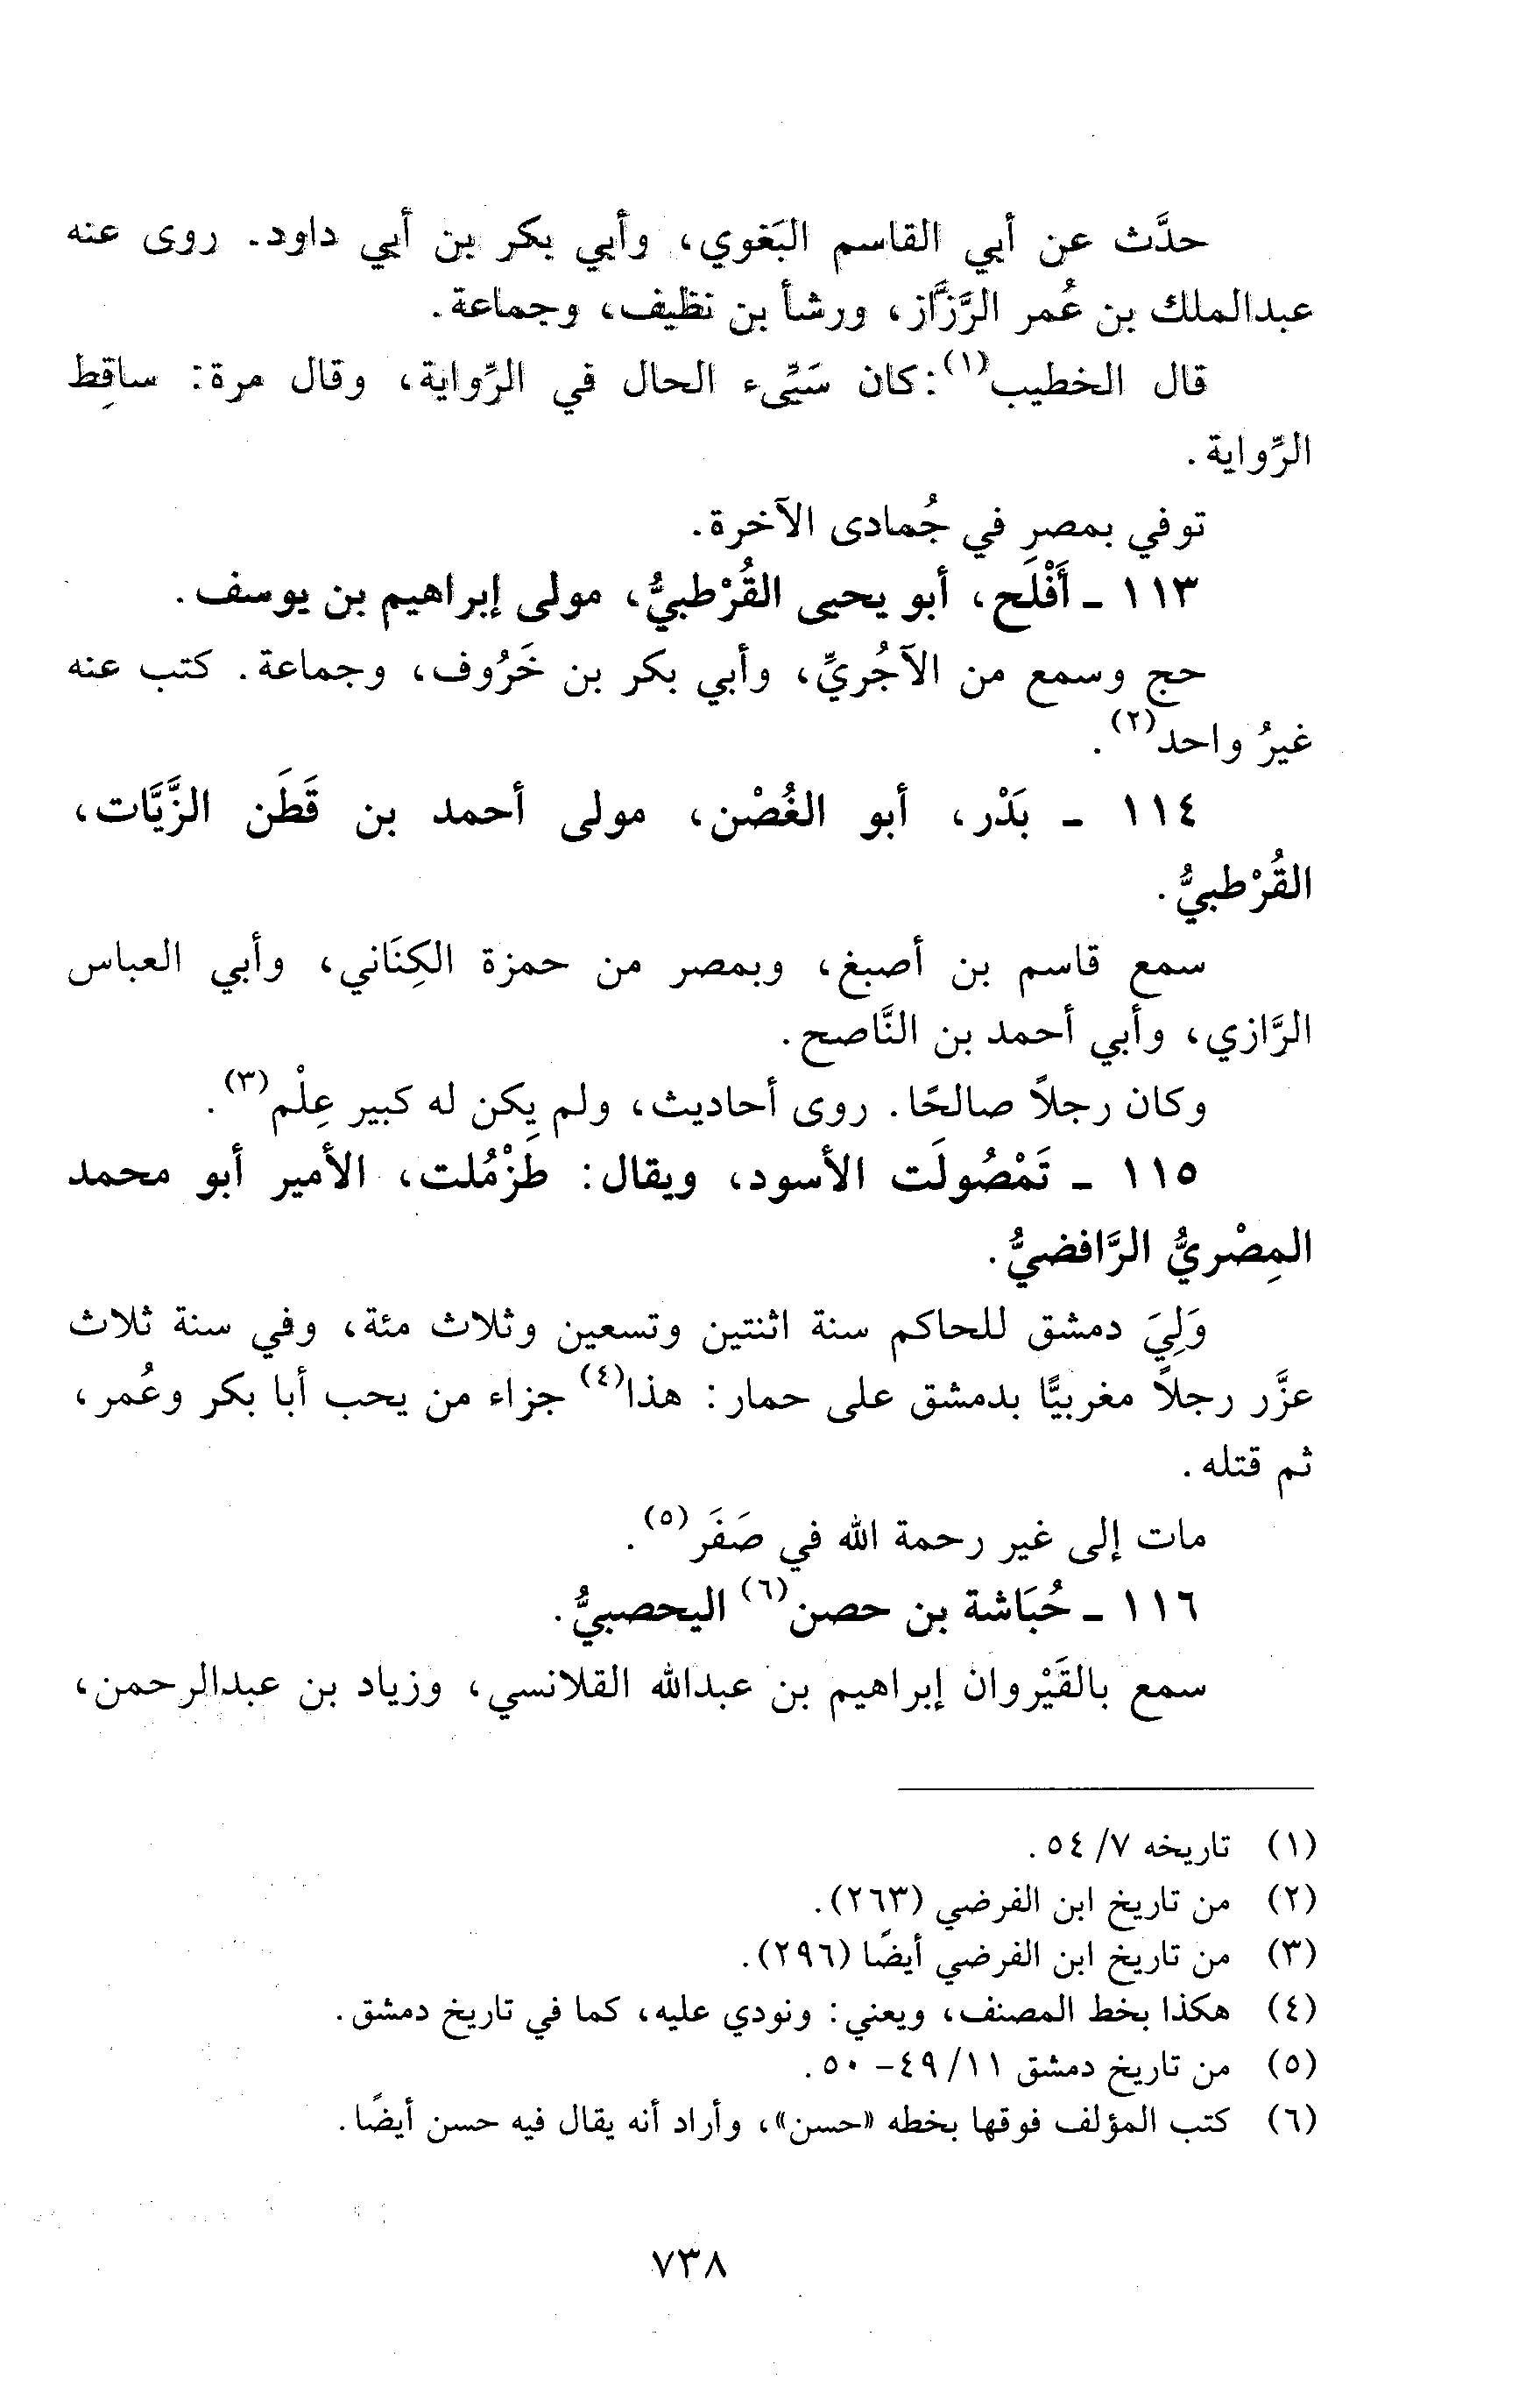 حدَّث عن أبي القاسم البَغوي، وأبي بكر بن أبي داود. روى عنه
عبدالملك بن عُمر الرَّزَّاز، ورشأ بن نظيف، وجماعة.
قال الخطيب(١): كان سَيِّىء الحال في الرِّواية، وقال مرة: ساقِط
الرِّواية.
توفي بمصر في جُمادى الآخرة.
١١٣ ـ أَفْلَح، أبو يحيى القُرْطبيُّ، مولى إبراهيم بن يوسف.
حج وسمع من الآجُريِّ، وأبي بكر بن خَرُوف، وجماعة. كتب عنه
غيرُ واحد(٢).
١١٤ ـ بَدْر، أبو الغُصْن، مولى أحمد بن قَطَن الزَّيَّات،
القُرْطبيُّ.
سمع قاسم بن أصبغ، وبمصر من حمزة الكِنَاني، وأبي العباس
الرَّازي، وأبي أحمد بن النَّاصح.
وكان رجلاً صالحًا. روى أحاديث، ولم يكن له كبير عِلْم(٣).
١١٥ ـ تَمْصُولَت الأسود، ويقال: طَزْمُلت، الأمير أبو محمد
المِصْريُّ الرَّافضيُّ.
وَلِيَ دمشق للحاكم سنة اثنتين وتسعين وثلاث مئة، وفي سنة ثلاث
عزَّر رجلاً مغربيًّا بدمشق على حمار: هذا(٤) جزاء من يحب أبا بكر وعُمر،
ثم قتله.
مات إلى غير رحمة الله في صَفَر(٥).
١١٦ ـ حُبَاشة بن حصن(٦) اليحصبيُّ.
سمع بالقَيْروان إبراهيم بن عبدالله القلانسي، وزياد بن عبدالرحمن،
(١) تاريخه ٧/ ٥٤.
(٢) من تاريخ ابن الفرضي (٢٦٣).
(٣) من تاريخ ابن الفرضي أيضًا (٢٩٦).
(٤) هكذا بخط المصنف، ويعني: ونودي عليه، كما في تاريخ دمشق.
(٥) من تاريخ دمشق ١١/ ٤٩- ٥٠.
(٦) كتب المؤلف فوقها بخطه «حسن»، وأراد أنه يقال فيه حسن أيضًا.
٧٣٨